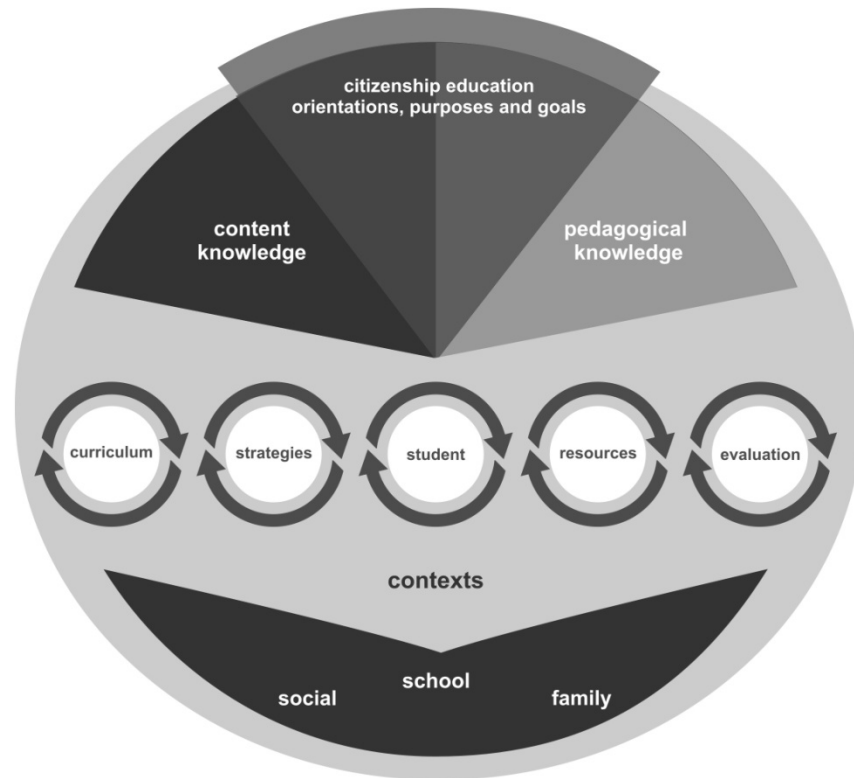 citizenship education
orientations, purposes and goals
content
knowledge
pedagogical
knowledge
curriculum
strategies
student
resources
evaluation
contexts
social
school
family